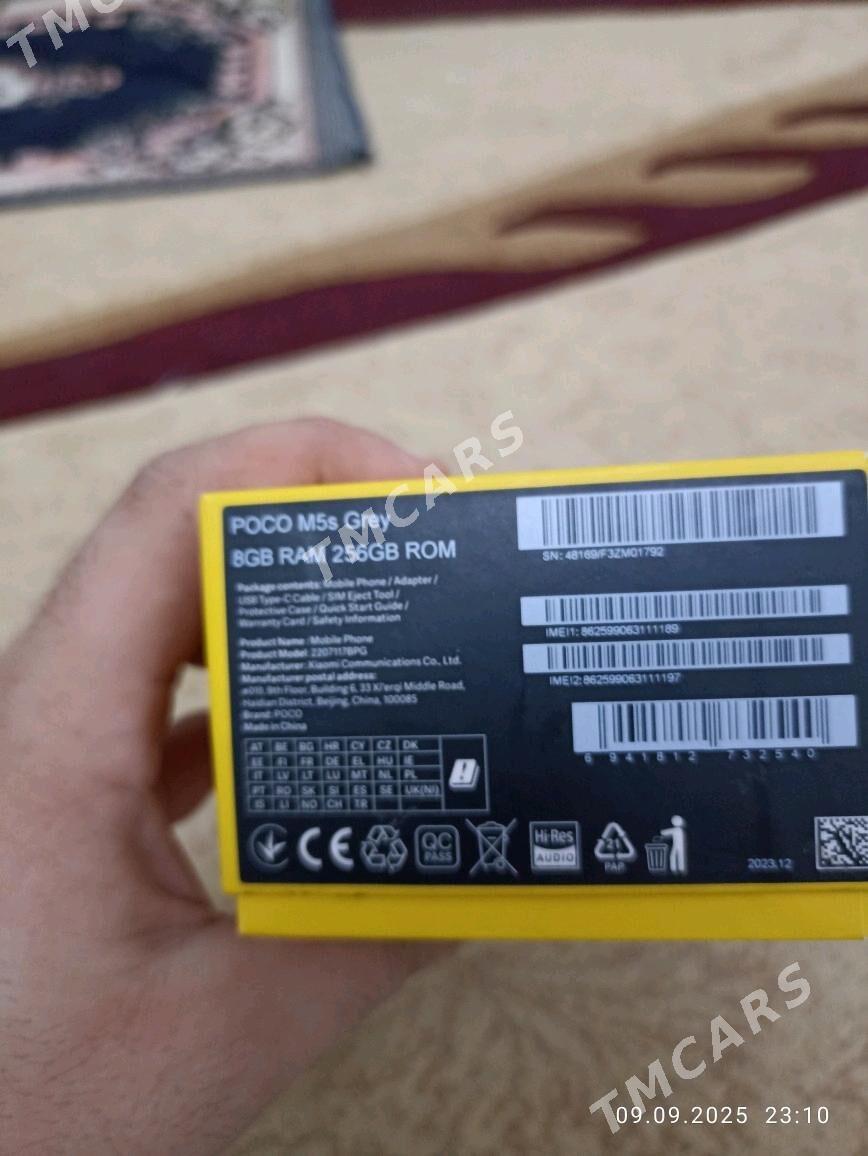 TMCARS
POCO M5s Grey
8GB RAM 256GB ROM
Package contents: Mobile Phone / Adapter /
USB Type-C Cable / SIM Eject Tool /
Protective Case / Quick Start Guide /
Warranty Card / Safety Information
Product Name : Mobile Phone
Product Model: 2207117BPG
Manufacturer: Xiaomi Communications Co., Ltd.
Manufacturer postal address:
#019, 9th Floor, Building 6, 33 Xi'erqi Middle Road,
Haidian District, Beijing, China, 100085
Brand: POCO
Made in China
AT BE BG HR CY CZ DK
EE FI FR DE EL HU IE
IT LV LT LU MT NL PL
PT RO SK SI ES SE UK(NI)
IS LI NO CH TR
SN: 48169/F3ZM01792
IMEI1: 862599063111189
IMEI2: 862599063111197
6 941812 732540
CE
QC
PASS
Hi-Res
AUDIO
21
PAP
2023.12
TMCARS
TMCARS
09.09.2025 23:10